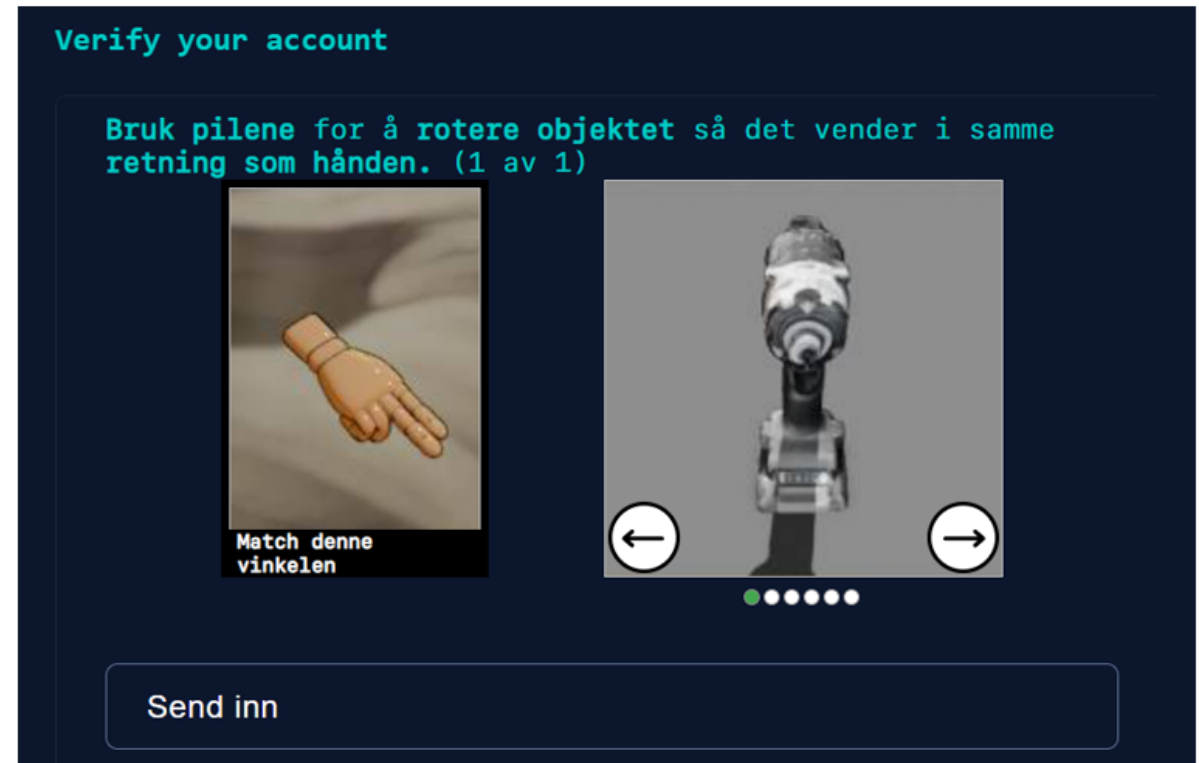 Verify your account
Bruk pilene for å rotere objektet så det vender i samme
retning som hånden. (1 av 1)
Match denne
vinkelen
Send inn